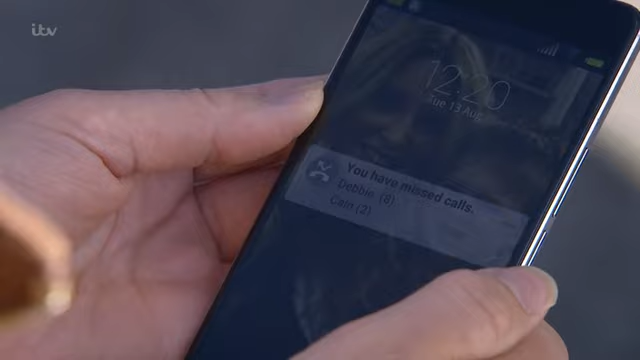 itv
12:20
Tue 13 Aug
You have missed calls.
Debbie (8)
Cain (2)